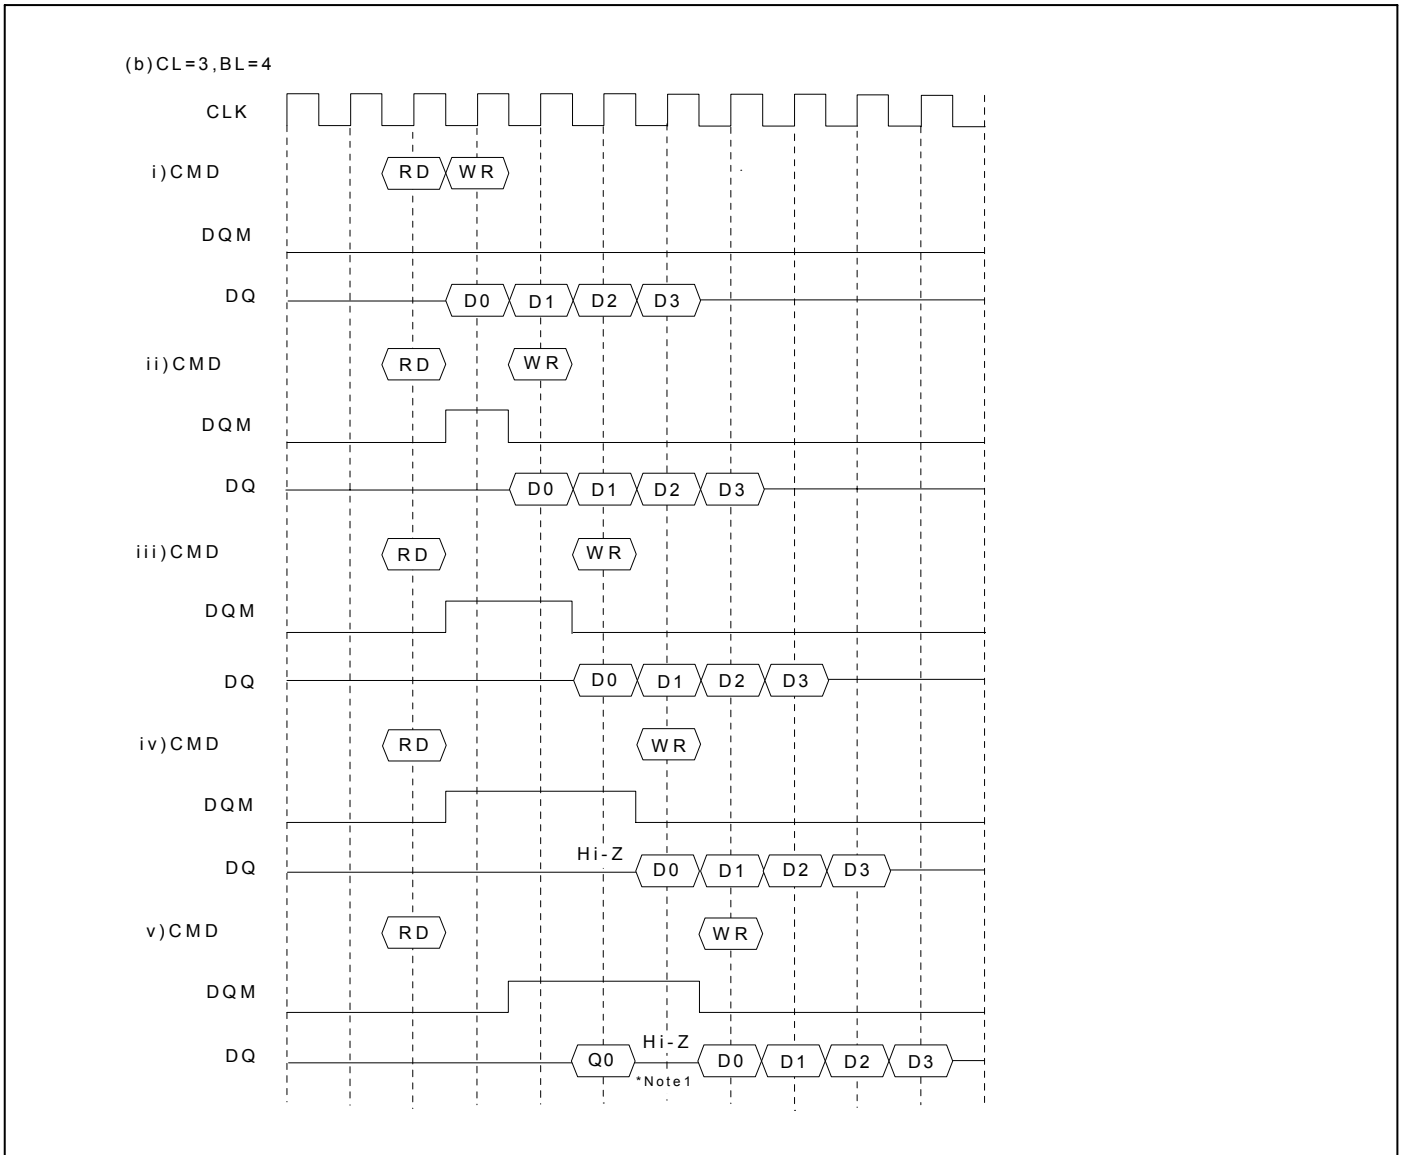 (b)CL=3,BL=4
CLK
i)CMD RD WR
DQM
DQ D0 D1 D2 D3
ii)CMD RD WR
DQM
DQ D0 D1 D2 D3
iii)CMD RD WR
DQM
DQ D0 D1 D2 D3
iv)CMD RD WR
DQM
Hi-Z
DQ D0 D1 D2 D3
v)CMD RD WR
DQM
Hi-Z
DQ Q0 D0 D1 D2 D3
*Note1